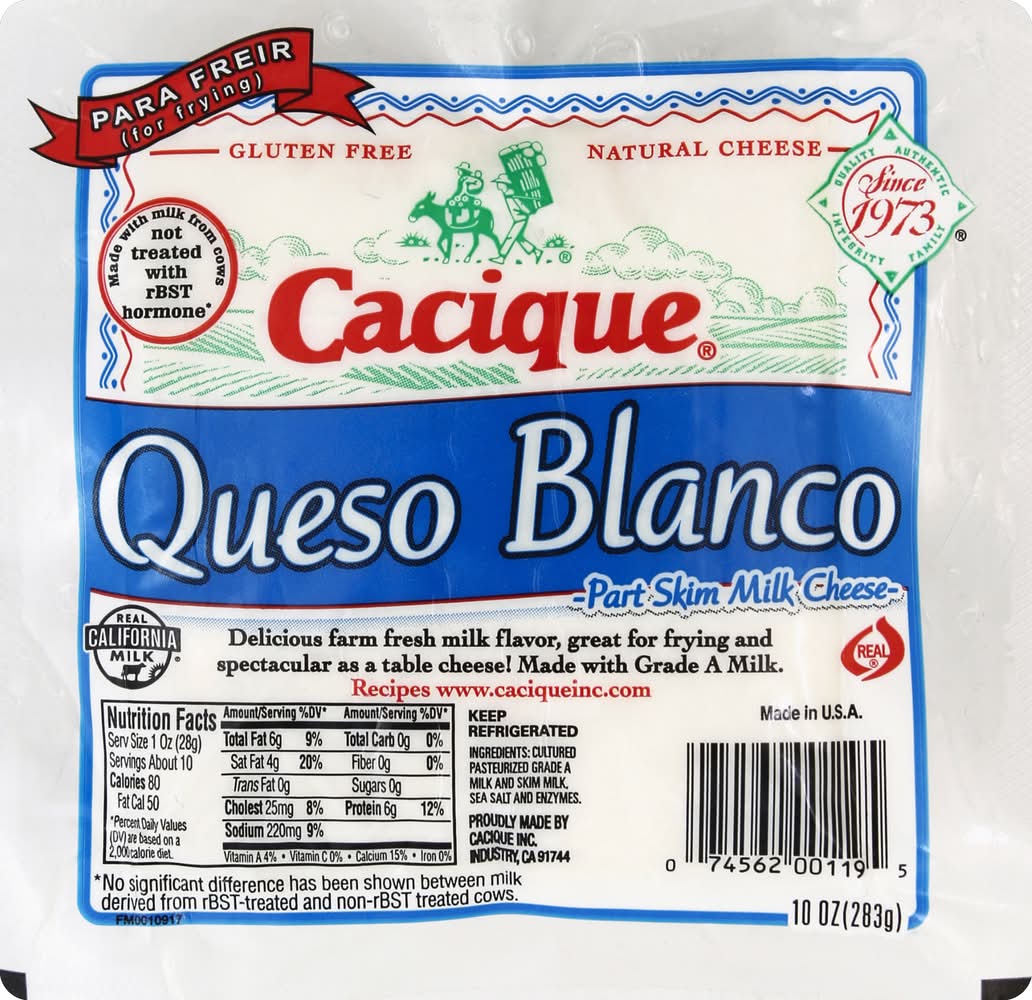 PARA FREIR
(for frying)
GLUTEN FREE
NATURAL CHEESE
QUALITY AUTHENTIC
Since
1973
INTEGRITY FAMILY
®
Made with milk from cows
not
treated
with
rBST
hormone*
®
Cacique®
Queso Blanco
-Part Skim Milk Cheese-
REAL
CALIFORNIA
MILK
®
Delicious farm fresh milk flavor, great for frying and
spectacular as a table cheese! Made with Grade A Milk.
Recipes www.caciqueinc.com
REAL
®
Nutrition Facts
Serv Size 1 Oz (28g)
Servings About 10
Calories 80
Fat Cal 50
*Percent Daily Values
(DV) are based on a
2,000 calorie diet.
Amount/Serving %DV* Amount/Serving %DV*
Total Fat 6g 9% Total Carb 0g 0%
Sat Fat 4g 20% Fiber 0g 0%
Trans Fat 0g Sugars 0g
Cholest 25mg 8% Protein 6g 12%
Sodium 220mg 9%
Vitamin A 4% • Vitamin C 0% • Calcium 15% • Iron 0%
KEEP
REFRIGERATED
INGREDIENTS: CULTURED
PASTEURIZED GRADE A
MILK AND SKIM MILK,
SEA SALT AND ENZYMES.
PROUDLY MADE BY
CACIQUE INC.
INDUSTRY, CA 91744
Made in U.S.A.
0 74562 00119 5
*No significant difference has been shown between milk
derived from rBST-treated and non-rBST treated cows.
FM0010917
10 OZ(283g)